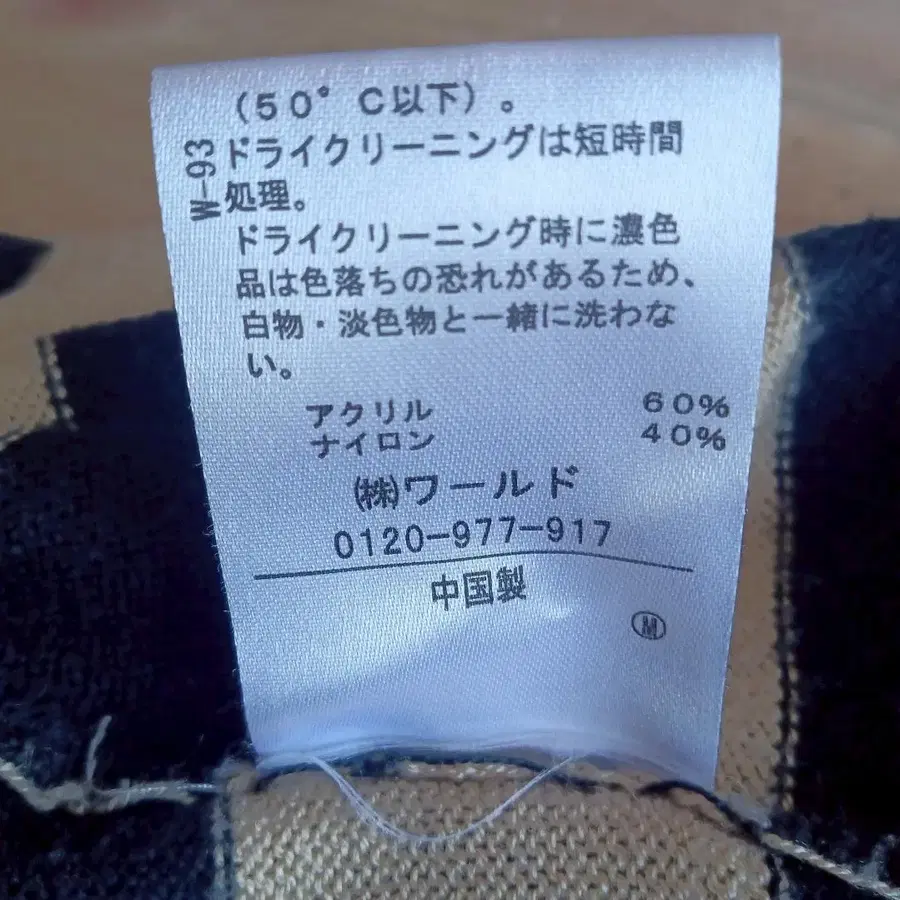 (50°C以下)。
W-93
ドライクリーニングは短時間
処理。
ドライクリーニング時に濃色
品は色落ちの恐れがあるため、
白物・淡色物と一緒に洗わな
い。
アクリル 60%
ナイロン 40%
㈱ワールド
0120-977-917
中国製
Ⓜ